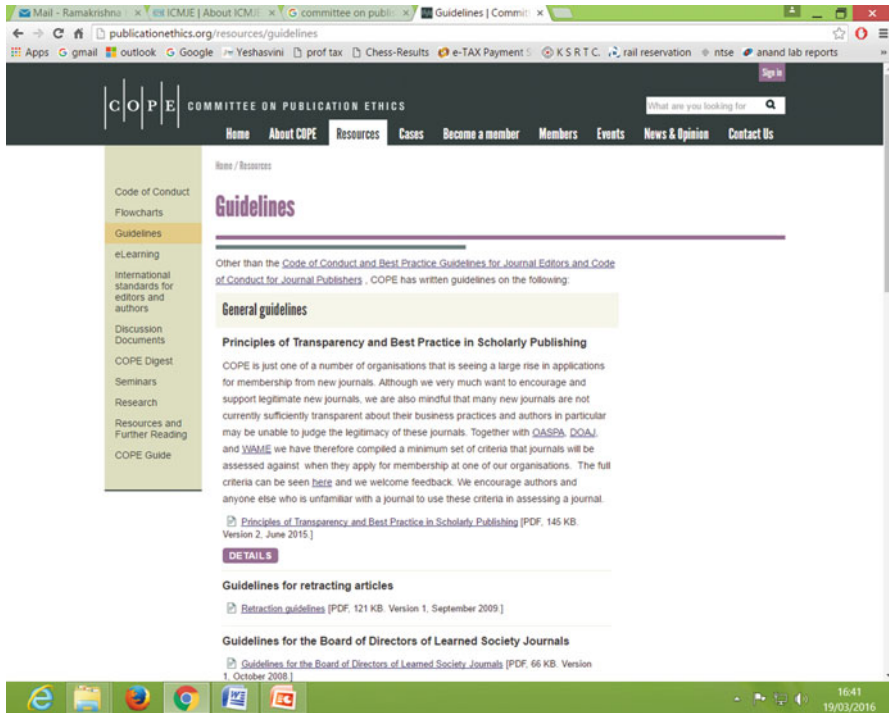 Mail - Ramakrishna
ICMJE | About ICMJE
committee on publi
Guidelines | Commit
publicationethics.org/resources/guidelines
Apps gmail outlook Google Yeshasvini prof tax Chess-Results e-TAX Payment K S R T C. rail reservation ntse anand lab reports »
Sign in
C O P E COMMITTEE ON PUBLICATION ETHICS
What are you looking for
Home About COPE Resources Cases Become a member Members Events News & Opinion Contact Us
Code of Conduct
Flowcharts
Guidelines
eLearning
International
standards for
editors and
authors
Discussion
Documents
COPE Digest
Seminars
Research
Resources and
Further Reading
COPE Guide
Home / Resources
Guidelines
Other than the Code of Conduct and Best Practice Guidelines for Journal Editors and Code
of Conduct for Journal Publishers , COPE has written guidelines on the following:
General guidelines
Principles of Transparency and Best Practice in Scholarly Publishing
COPE is just one of a number of organisations that is seeing a large rise in applications
for membership from new journals. Although we very much want to encourage and
support legitimate new journals, we are also mindful that many new journals are not
currently sufficiently transparent about their business practices and authors in particular
may be unable to judge the legitimacy of these journals. Together with OASPA, DOAJ,
and WAME we have therefore compiled a minimum set of criteria that journals will be
assessed against when they apply for membership at one of our organisations. The full
criteria can be seen here and we welcome feedback. We encourage authors and
anyone else who is unfamiliar with a journal to use these criteria in assessing a journal.
Principles of Transparency and Best Practice in Scholarly Publishing [PDF, 145 KB.
Version 2, June 2015.]
DETAILS
Guidelines for retracting articles
Retraction guidelines [PDF, 121 KB. Version 1, September 2009.]
Guidelines for the Board of Directors of Learned Society Journals
Guidelines for the Board of Directors of Learned Society Journals [PDF, 66 KB. Version
1, October 2008.]
16:41
19/03/2016